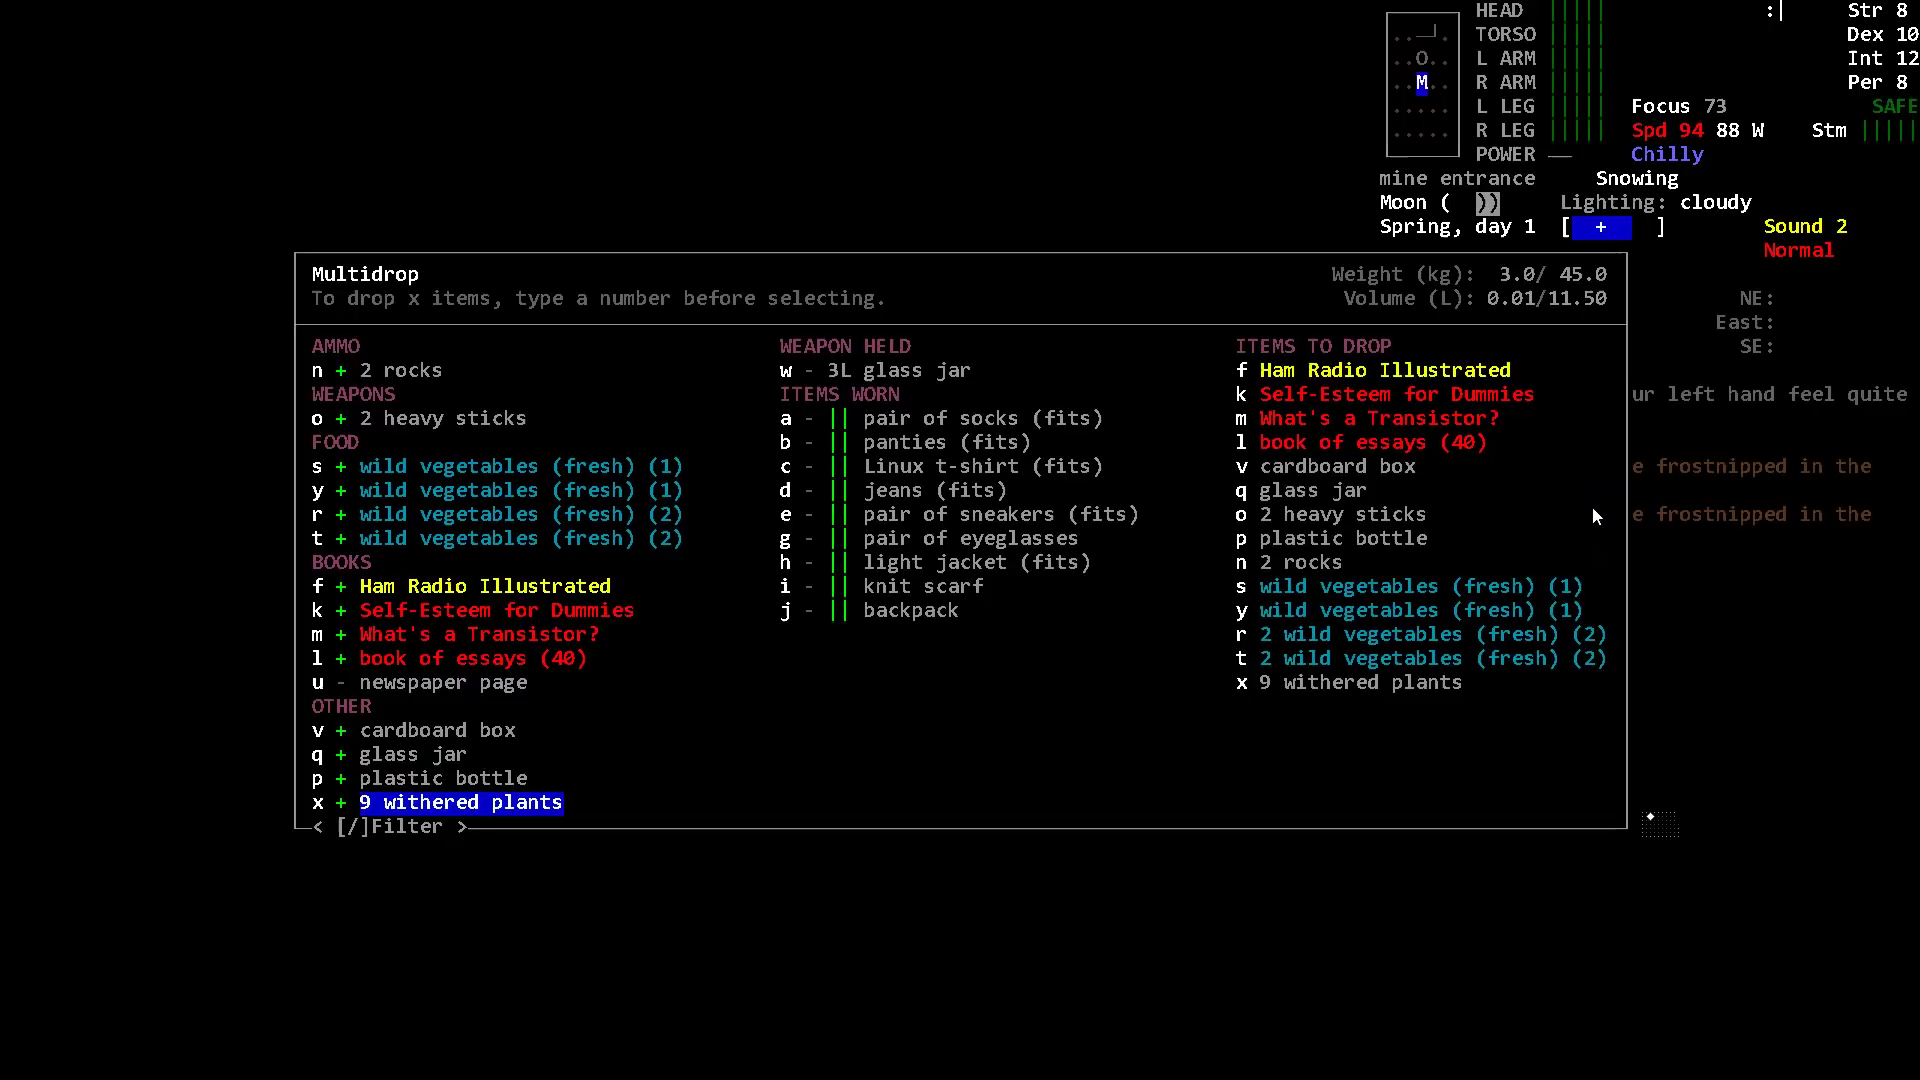 HEAD ||||| :| Str 8
. . _| . TORSO ||||| Dex 10
. . O . . L ARM ||||| Int 12
. . M . . R ARM ||||| Per 8
. . . . . L LEG ||||| Focus 73 SAFE
. . . . . R LEG ||||| Spd 94 88 W Stm |||||
POWER -- Chilly
mine entrance Snowing
Moon ( )) Lighting: cloudy
Spring, day 1 [ + ] Sound 2
Normal
Multidrop Weight (kg): 3.0/ 45.0
To drop x items, type a number before selecting. Volume (L): 0.01/11.50
NE:
East:
SE:
AMMO
n + 2 rocks
WEAPONS
o + 2 heavy sticks
FOOD
s + wild vegetables (fresh) (1)
y + wild vegetables (fresh) (1)
r + wild vegetables (fresh) (2)
t + wild vegetables (fresh) (2)
BOOKS
f + Ham Radio Illustrated
k + Self-Esteem for Dummies
m + What's a Transistor?
l + book of essays (40)
u - newspaper page
OTHER
v + cardboard box
q + glass jar
p + plastic bottle
x + 9 withered plants
< [/]Filter >
WEAPON HELD
w - 3L glass jar
ITEMS WORN
a - || pair of socks (fits)
b - || panties (fits)
c - || Linux t-shirt (fits)
d - || jeans (fits)
e - || pair of sneakers (fits)
g - || pair of eyeglasses
h - || light jacket (fits)
i - || knit scarf
j - || backpack
ITEMS TO DROP
f Ham Radio Illustrated
k Self-Esteem for Dummies
m What's a Transistor?
l book of essays (40)
v cardboard box
q glass jar
o 2 heavy sticks
p plastic bottle
n 2 rocks
s wild vegetables (fresh) (1)
y wild vegetables (fresh) (1)
r 2 wild vegetables (fresh) (2)
t 2 wild vegetables (fresh) (2)
x 9 withered plants
ur left hand feel quite
e frostnipped in the
e frostnipped in the